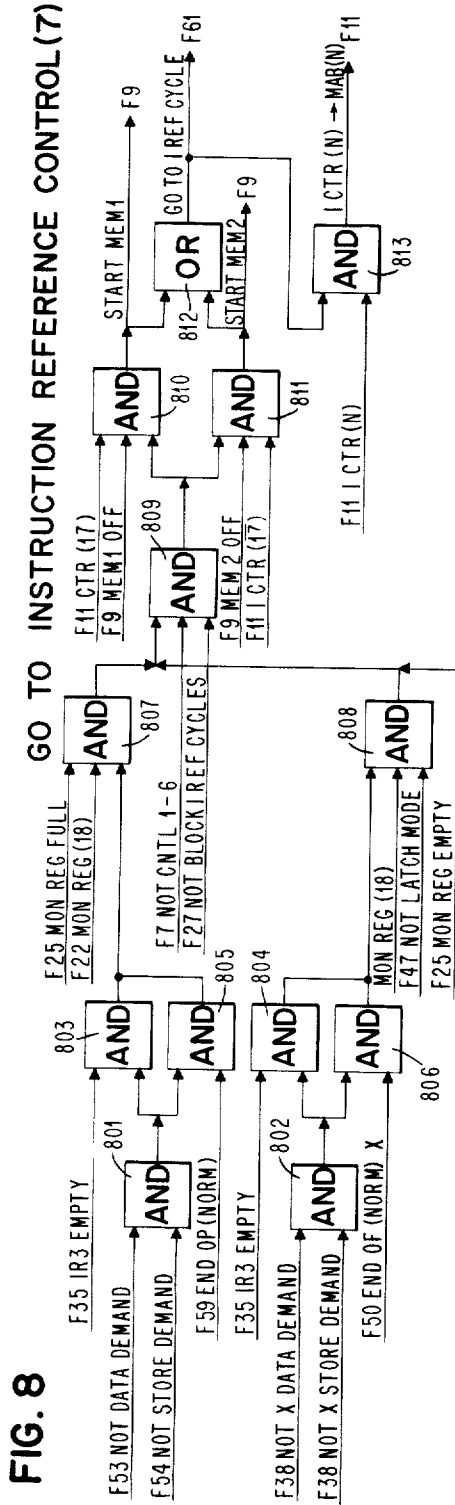 FIG. 8
GO TO INSTRUCTION REFERENCE CONTROL (7)
F35 IR3 EMPTY
F53 NOT DATA DEMAND
F54 NOT STORE DEMAND
F59 END OP (NORM)
801
AND
803
AND
AND
805
F35 IR3 EMPTY
F38 NOT X DATA DEMAND
F38 NOT X STORE DEMAND
F50 END OF (NORM) X
802
AND
804
AND
AND
806
F25 MON REG FULL
F22 MON REG (18)
AND
807
F7 NOT CNTL 1-6
F27 NOT BLOCK I REF CYCLES
MON REG (18)
F47 NOT LATCH MODE
F25 MON REG EMPTY
AND
808
AND
809
F11 CTR (17)
F9 MEM1 OFF
AND
810
F9 MEM 2 OFF
F11 I CTR (17)
AND
811
START MEM1
F9
OR
812
GO TO I REF CYCLE
F61
START MEM2
F9
F11 I CTR (N)
AND
813
I CTR (N) → MAB (N)
F11